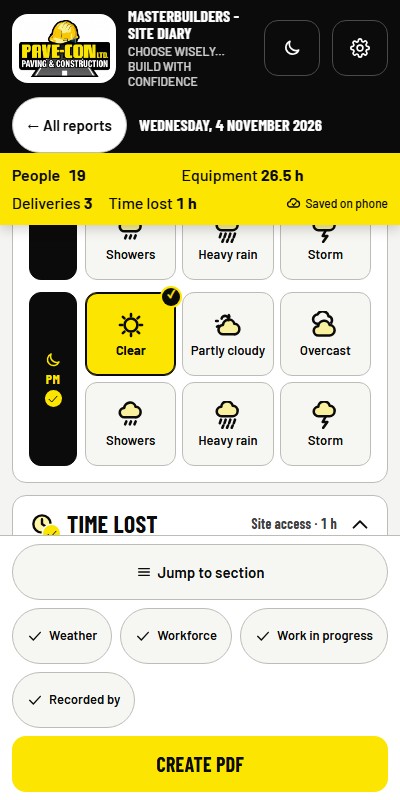 PAVE-CON LTD.
PAVING & CONSTRUCTION
MASTERBUILDERS -
SITE DIARY
CHOOSE WISELY...
BUILD WITH
CONFIDENCE
← All reports
WEDNESDAY, 4 NOVEMBER 2026
People 19 Equipment 26.5 h
Deliveries 3 Time lost 1 h Saved on phone
Showers Heavy rain Storm
PM
Clear Partly cloudy Overcast
Showers Heavy rain Storm
TIME LOST Site access · 1 h
Jump to section
Weather Workforce Work in progress
Recorded by
CREATE PDF